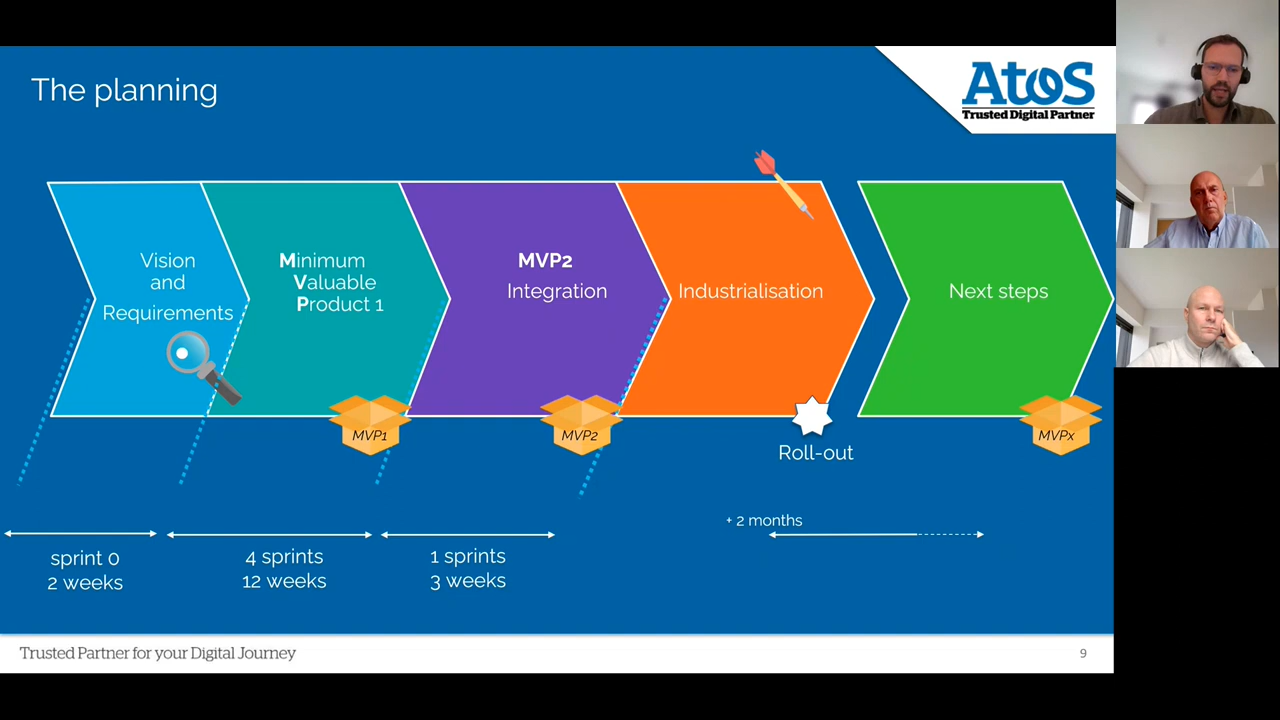 The planning
Atos
Trusted Digital Partner
Vision
and
Requirements
Minimum
Valuable
Product 1
MVP2
Integration
Industrialisation
Next steps
MVP1
MVP2
MVPx
Roll-out
+ 2 months
sprint 0
2 weeks
4 sprints
12 weeks
1 sprints
3 weeks
Trusted Partner for your Digital Journey
9